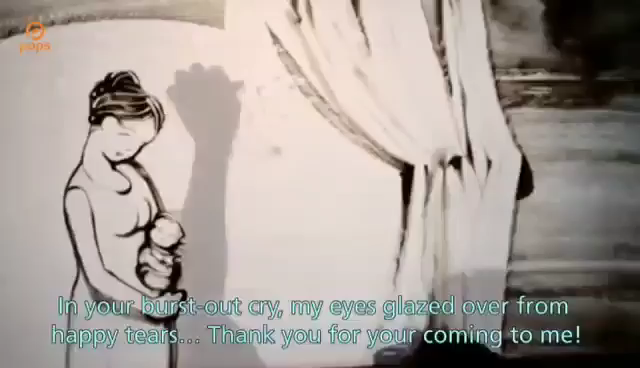 pops
In your burst-out cry, my eyes glazed over from
happy tears... Thank you for your coming to me!